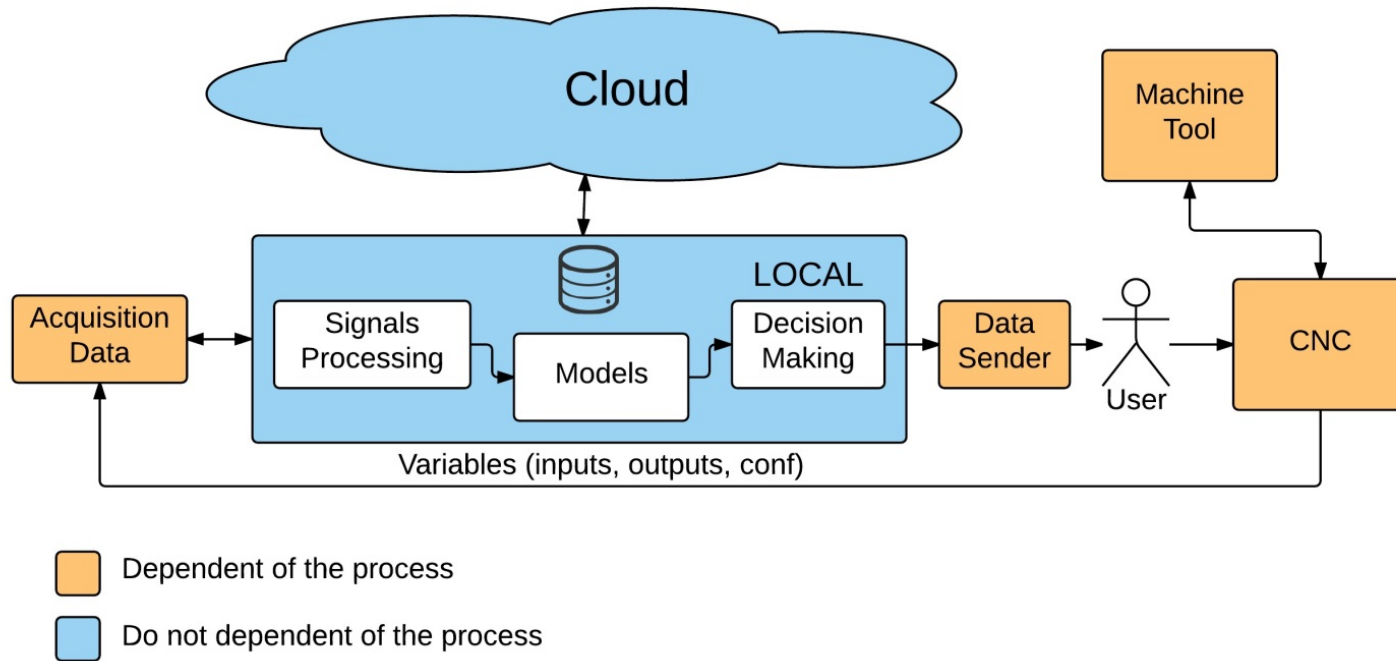 Cloud
Machine
Tool
LOCAL
Acquisition
Data
Signals
Processing
Models
Decision
Making
Data
Sender
User
CNC
Variables (inputs, outputs, conf)
Dependent of the process
Do not dependent of the process